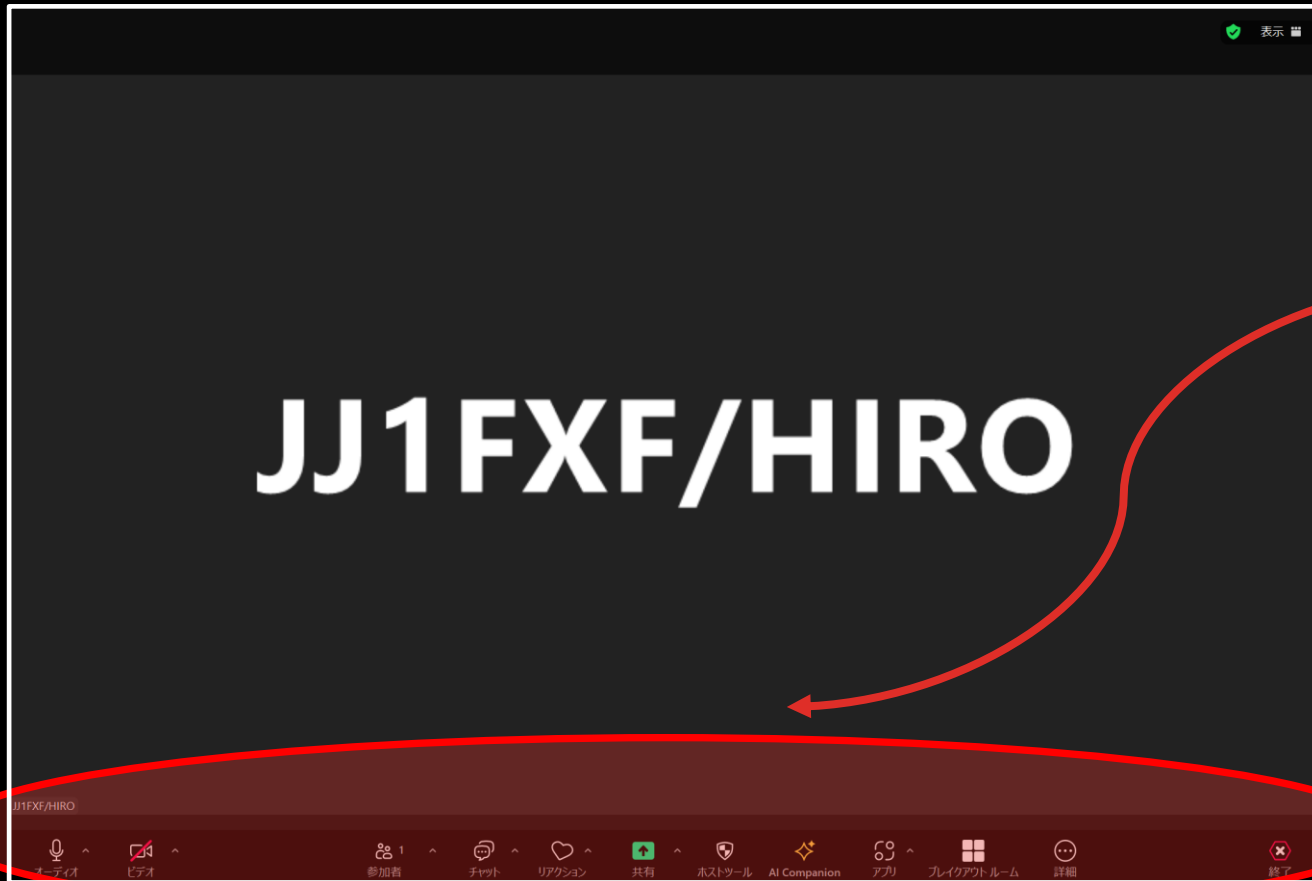 表示
JJ1FXF/HIRO
JJ1FXF/HIRO
1
オーディオ ビデオ 参加者 チャット リアクション 共有 ホストツール AI Companion アプリ ブレイクアウト ルーム 詳細 終了